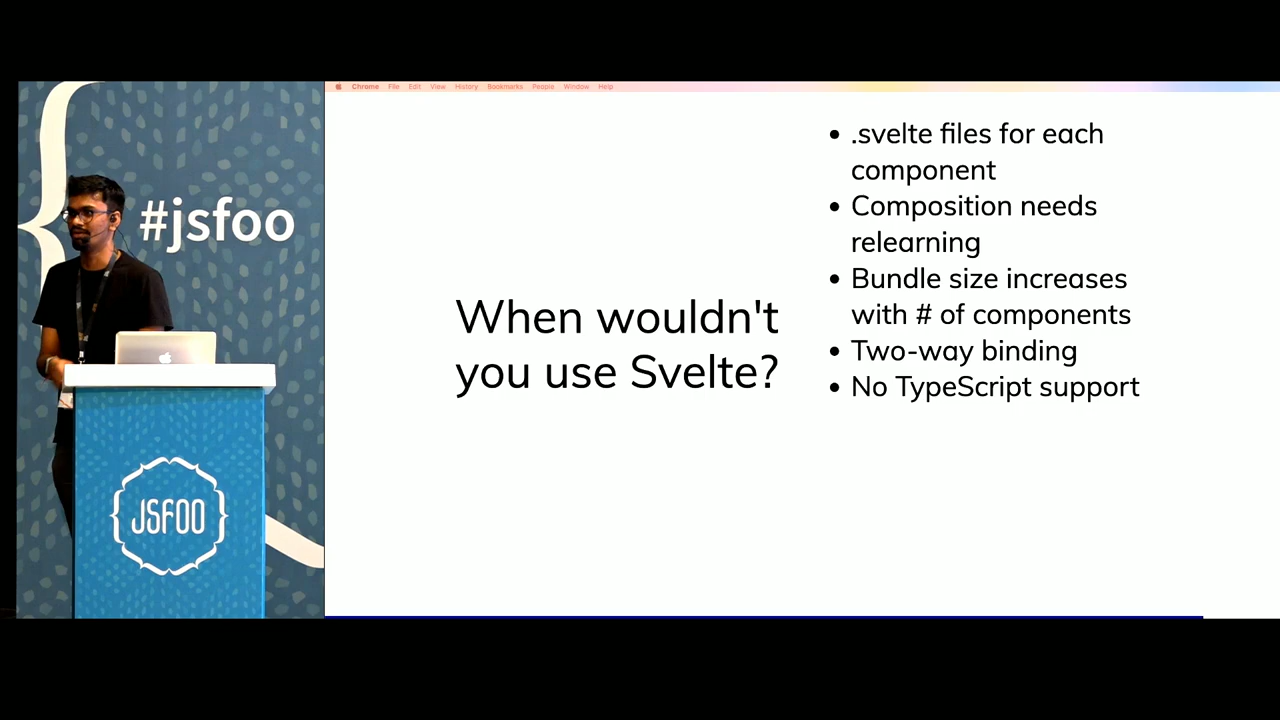 Chrome File Edit View History Bookmarks People Window Help
#jsfoo
JSFOO
When wouldn't
you use Svelte?
• .svelte files for each
component
• Composition needs
relearning
• Bundle size increases
with # of components
• Two-way binding
• No TypeScript support